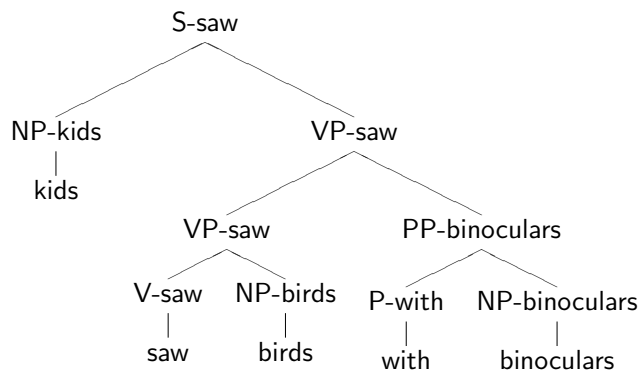 S-saw
NP-kids VP-saw
kids
VP-saw PP-binoculars
V-saw NP-birds P-with NP-binoculars
saw birds with binoculars